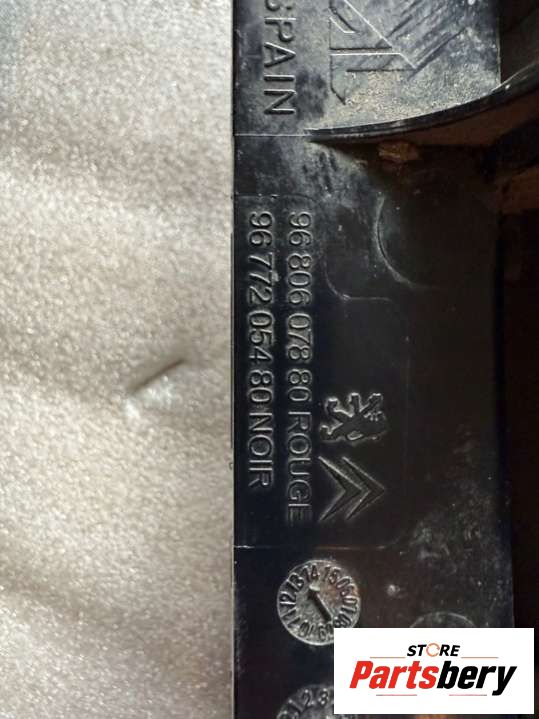 SPAIN
96 806 078 80 ROUGE
96 772 054 80 NOIR
STORE
Partsbery